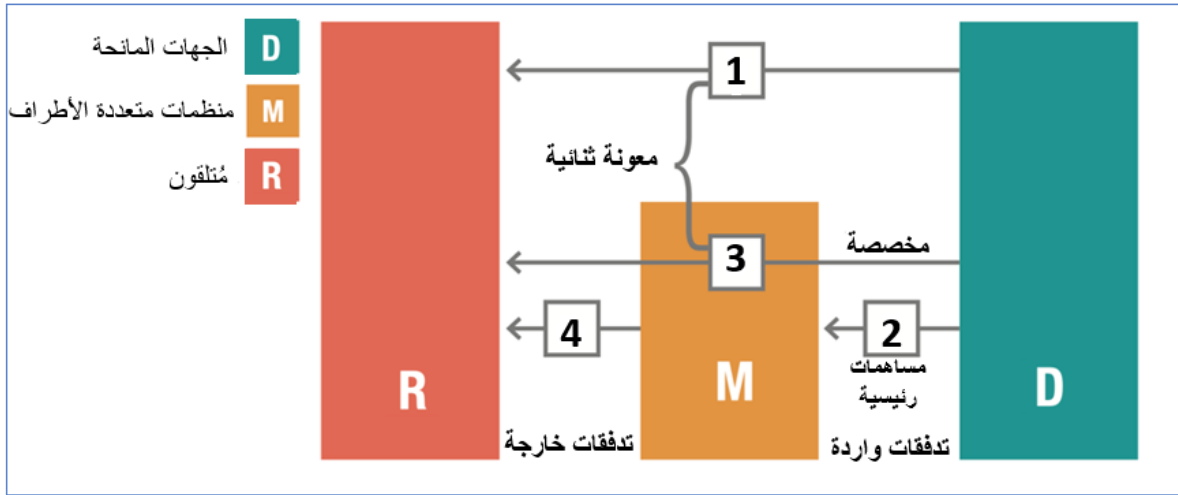 D الجهات المانحة
M منظمات متعددة الأطراف
R مُتلقون
1
معونة ثنائية
مخصصة
3
2
4
مساهمات
رئيسية
D
M
R
تدفقات واردة
تدفقات خارجة